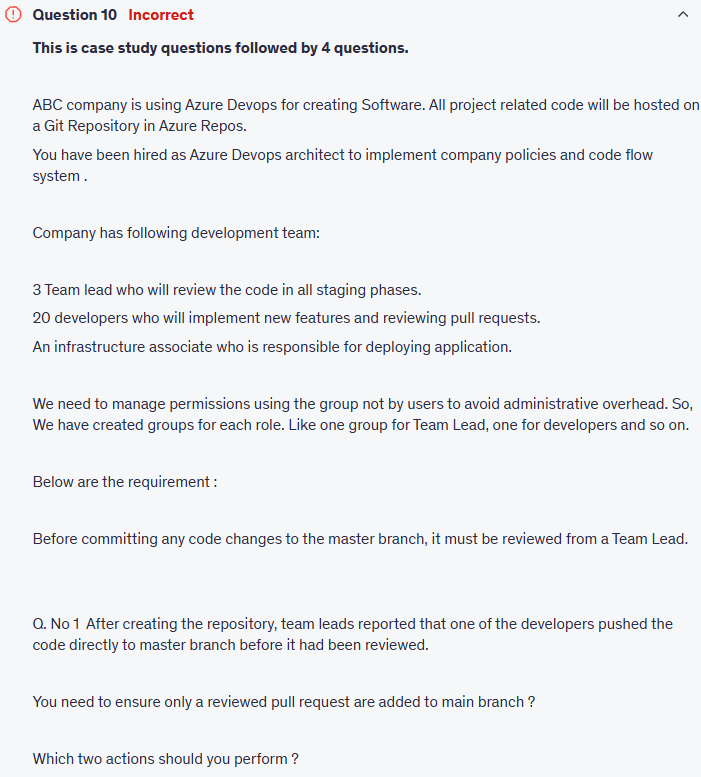 Question 10 Incorrect
This is case study questions followed by 4 questions.
ABC company is using Azure Devops for creating Software. All project related code will be hosted on
a Git Repository in Azure Repos.
You have been hired as Azure Devops architect to implement company policies and code flow
system .
Company has following development team:
3 Team lead who will review the code in all staging phases.
20 developers who will implement new features and reviewing pull requests.
An infrastructure associate who is responsible for deploying application.
We need to manage permissions using the group not by users to avoid administrative overhead. So,
We have created groups for each role. Like one group for Team Lead, one for developers and so on.
Below are the requirement :
Before committing any code changes to the master branch, it must be reviewed from a Team Lead.
Q. No 1 After creating the repository, team leads reported that one of the developers pushed the
code directly to master branch before it had been reviewed.
You need to ensure only a reviewed pull request are added to main branch ?
Which two actions should you perform ?